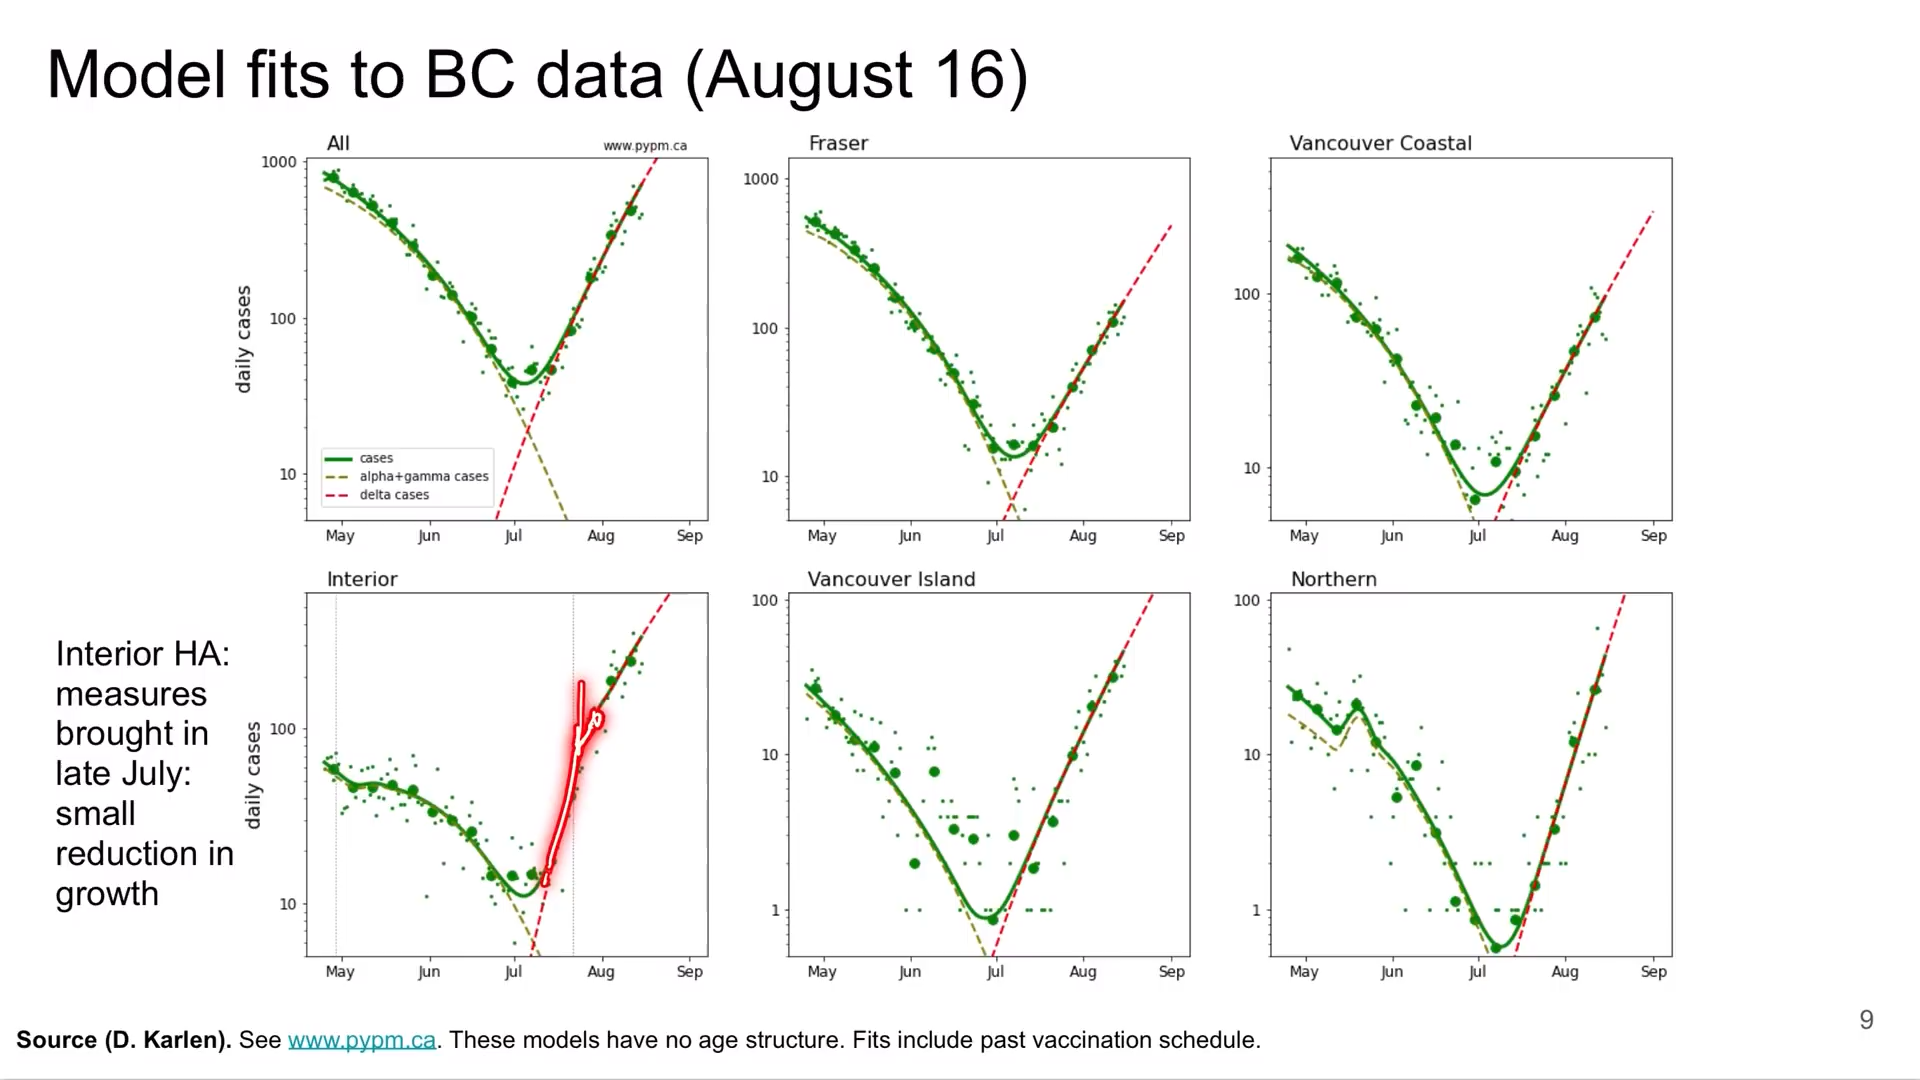 Model fits to BC data (August 16)
All
www.pypm.ca
1000
100
10
daily cases
cases
alpha+gamma cases
delta cases
May Jun Jul Aug Sep
Fraser
1000
100
10
May Jun Jul Aug Sep
Vancouver Coastal
100
10
May Jun Jul Aug Sep
Interior HA:
measures
brought in
late July:
small
reduction in
growth
Interior
100
10
daily cases
May Jun Jul Aug Sep
Vancouver Island
100
10
1
May Jun Jul Aug Sep
Northern
100
10
1
May Jun Jul Aug Sep
Source (D. Karlen). See www.pypm.ca. These models have no age structure. Fits include past vaccination schedule.
9